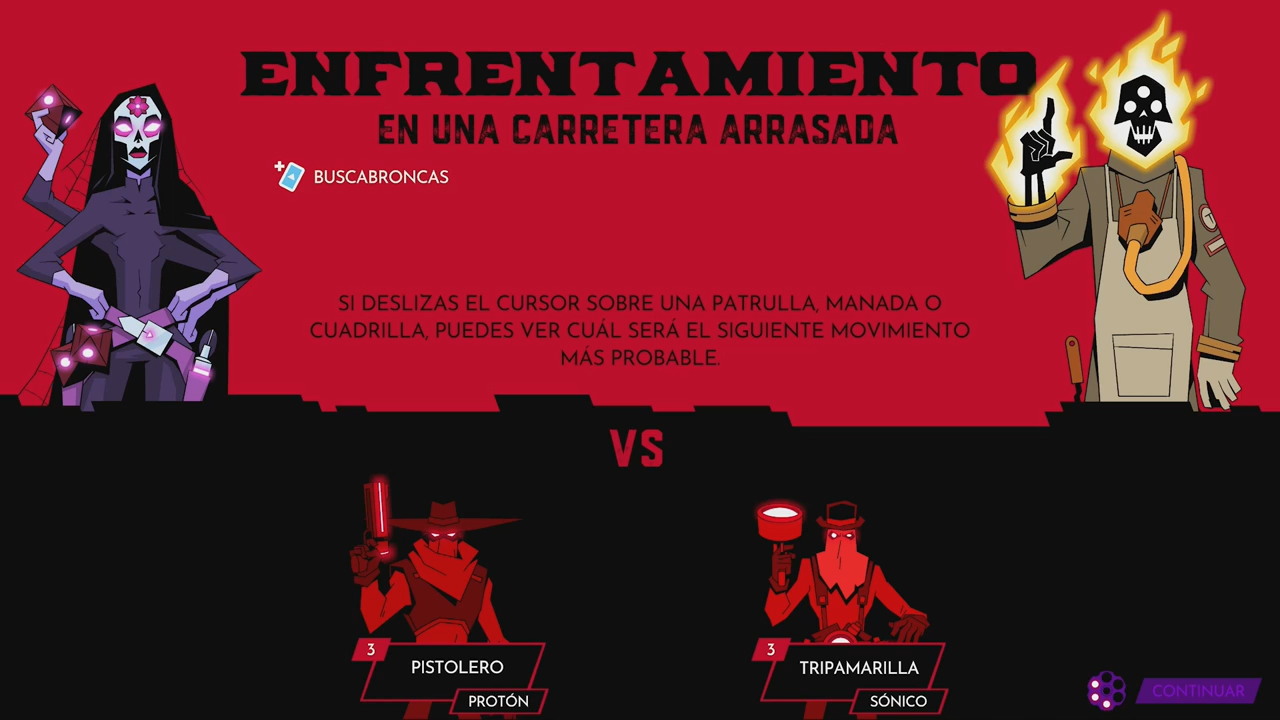 ENFRENTAMIENTO
EN UNA CARRETERA ARRASADA
BUSCABRONCAS
SI DESLIZAS EL CURSOR SOBRE UNA PATRULLA, MANADA O
CUADRILLA, PUEDES VER CUÁL SERÁ EL SIGUIENTE MOVIMIENTO
MÁS PROBABLE.
VS
3
PISTOLERO
PROTÓN
3
TRIPAMARILLA
SÓNICO
CONTINUAR